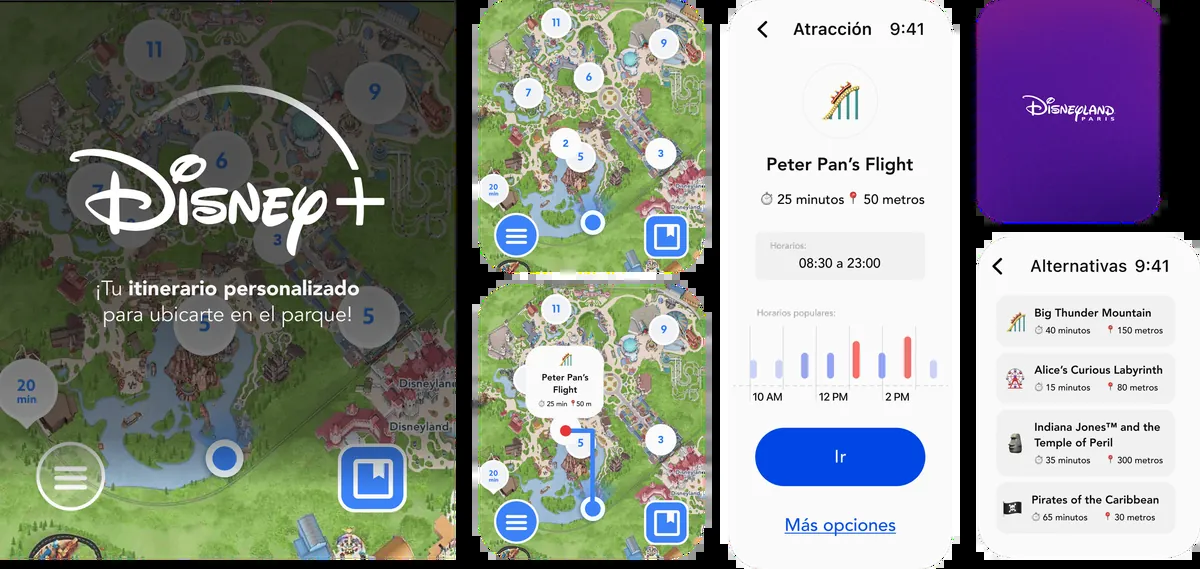 11
9
6
7
DISNEY+
3
¡Tu itinerario personalizado
para ubicarte en el parque!
5
5
20
min
Disneyland
Disneyland
11
9
6
7
2
5
3
20
min
Disneyland
11
9
Peter Pan's
Flight
25 min 50 m
5
3
20
min
Disneyland
Atracción 9:41
Peter Pan's Flight
25 minutos 50 metros
Horarios:
08:30 a 23:00
Horarios populares:
10 AM 12 PM 2 PM
Ir
Más opciones
DISNEYLAND
PARIS
Alternativas 9:41
Big Thunder Mountain
40 minutos 150 metros
Alice's Curious Labyrinth
15 minutos 80 metros
Indiana Jones™ and the
Temple of Peril
35 minutos 300 metros
Pirates of the Caribbean
65 minutos 30 metros